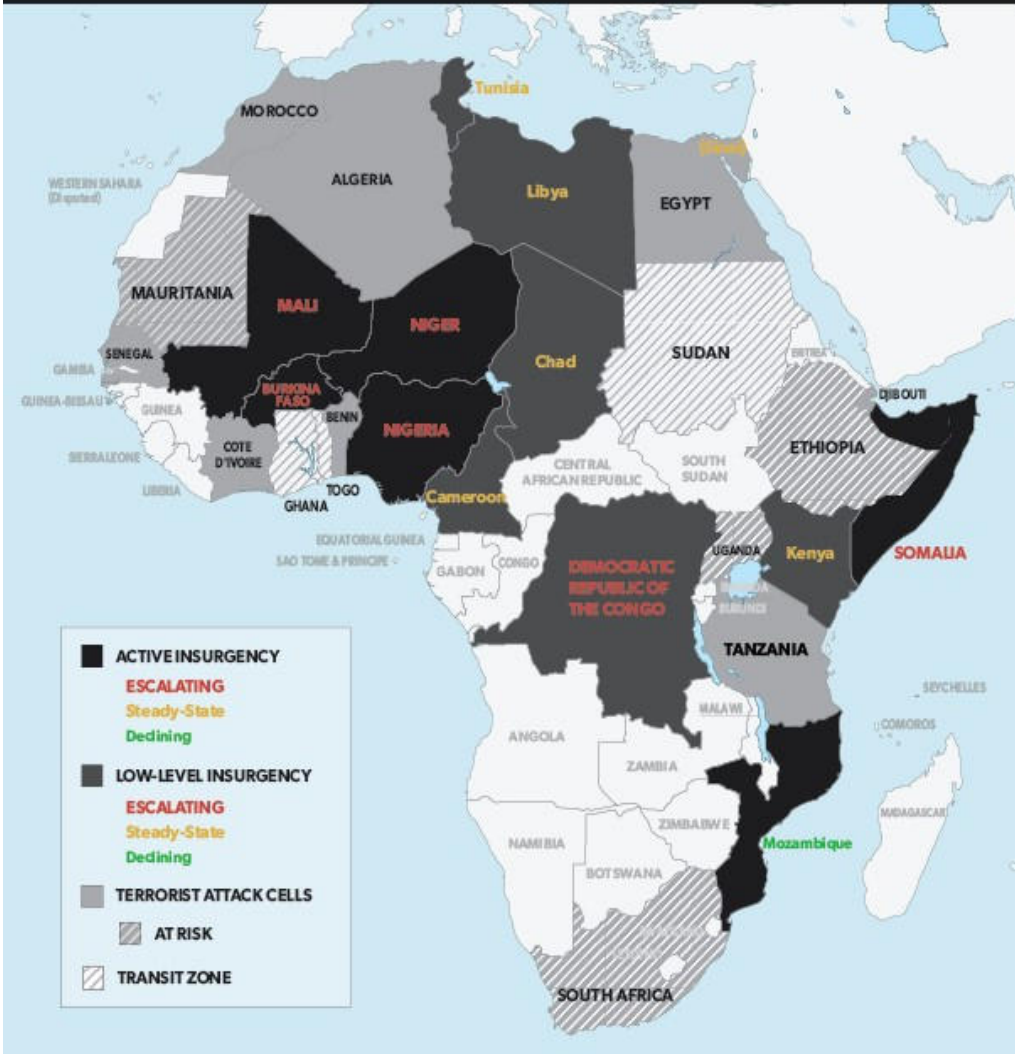 Tunisia
MOROCCO
ALGERIA
Libya
(Sinai)
EGYPT
WESTERN SAHARA
(Disputed)
MAURITANIA
MALI
NIGER
Chad
SUDAN
ERITREA
DJIBOUTI
SENEGAL
GAMBIA
GUINEA-BISSAU
GUINEA
SIERRA LEONE
LIBERIA
BURKINA
FASO
BENIN
NIGERIA
COTE
D'IVOIRE
GHANA
TOGO
Cameroon
CENTRAL
AFRICAN REPUBLIC
SOUTH
SUDAN
ETHIOPIA
EQUATORIAL GUINEA
SAO TOME & PRINCIPE
GABON
CONGO
DEMOCRATIC
REPUBLIC OF
THE CONGO
UGANDA
Kenya
SOMALIA
BURUNDI
TANZANIA
SEYCHELLES
COMOROS
MALAWI
ANGOLA
ZAMBIA
ZIMBABWE
Mozambique
MADAGASCAR
NAMIBIA
BOTSWANA
SOUTH AFRICA
ACTIVE INSURGENCY
ESCALATING
Steady-State
Declining
LOW-LEVEL INSURGENCY
ESCALATING
Steady-State
Declining
TERRORIST ATTACK CELLS
AT RISK
TRANSIT ZONE